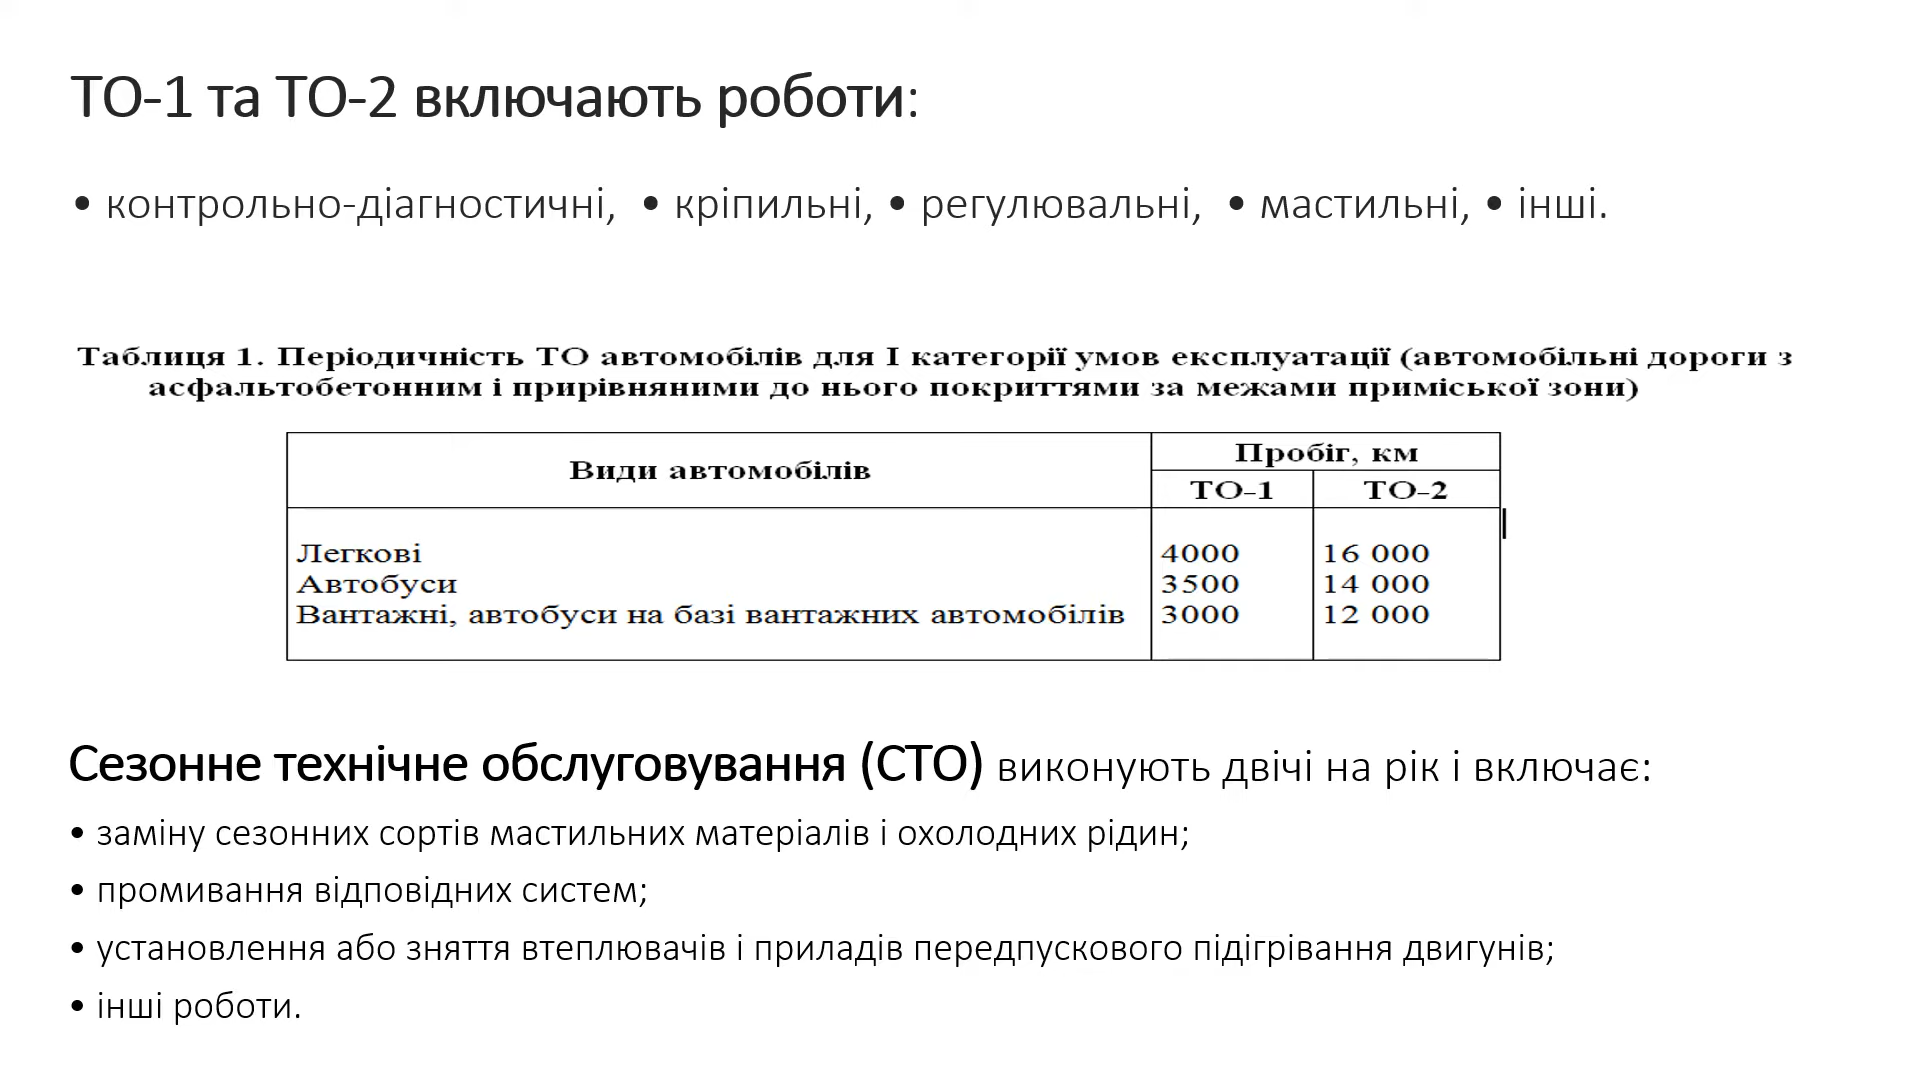 ТО-1 та ТО-2 включають роботи:
• контрольно-діагностичні, • кріпильні, • регулювальні, • мастильні, • інші.
Таблиця 1. Періодичність ТО автомобілів для І категорії умов експлуатації (автомобільні дороги з
асфальтобетонним і прирівняними до нього покриттями за межами приміської зони)
Види автомобілів
Пробіг, км
ТО-1 ТО-2
Легкові 4000 16 000
Автобуси 3500 14 000
Вантажні, автобуси на базі вантажних автомобілів 3000 12 000
Сезонне технічне обслуговування (СТО) виконують двічі на рік і включає:
• заміну сезонних сортів мастильних матеріалів і охолодних рідин;
• промивання відповідних систем;
• установлення або зняття втеплювачів і приладів передпускового підігрівання двигунів;
• інші роботи.